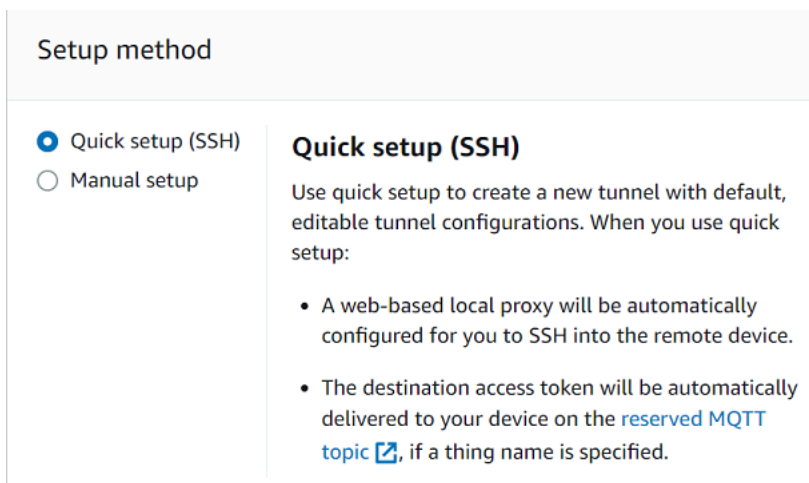 Setup method
Quick setup (SSH)
Manual setup
Quick setup (SSH)
Use quick setup to create a new tunnel with default,
editable tunnel configurations. When you use quick
setup:
• A web-based local proxy will be automatically
configured for you to SSH into the remote device.
• The destination access token will be automatically
delivered to your device on the reserved MQTT
topic, if a thing name is specified.